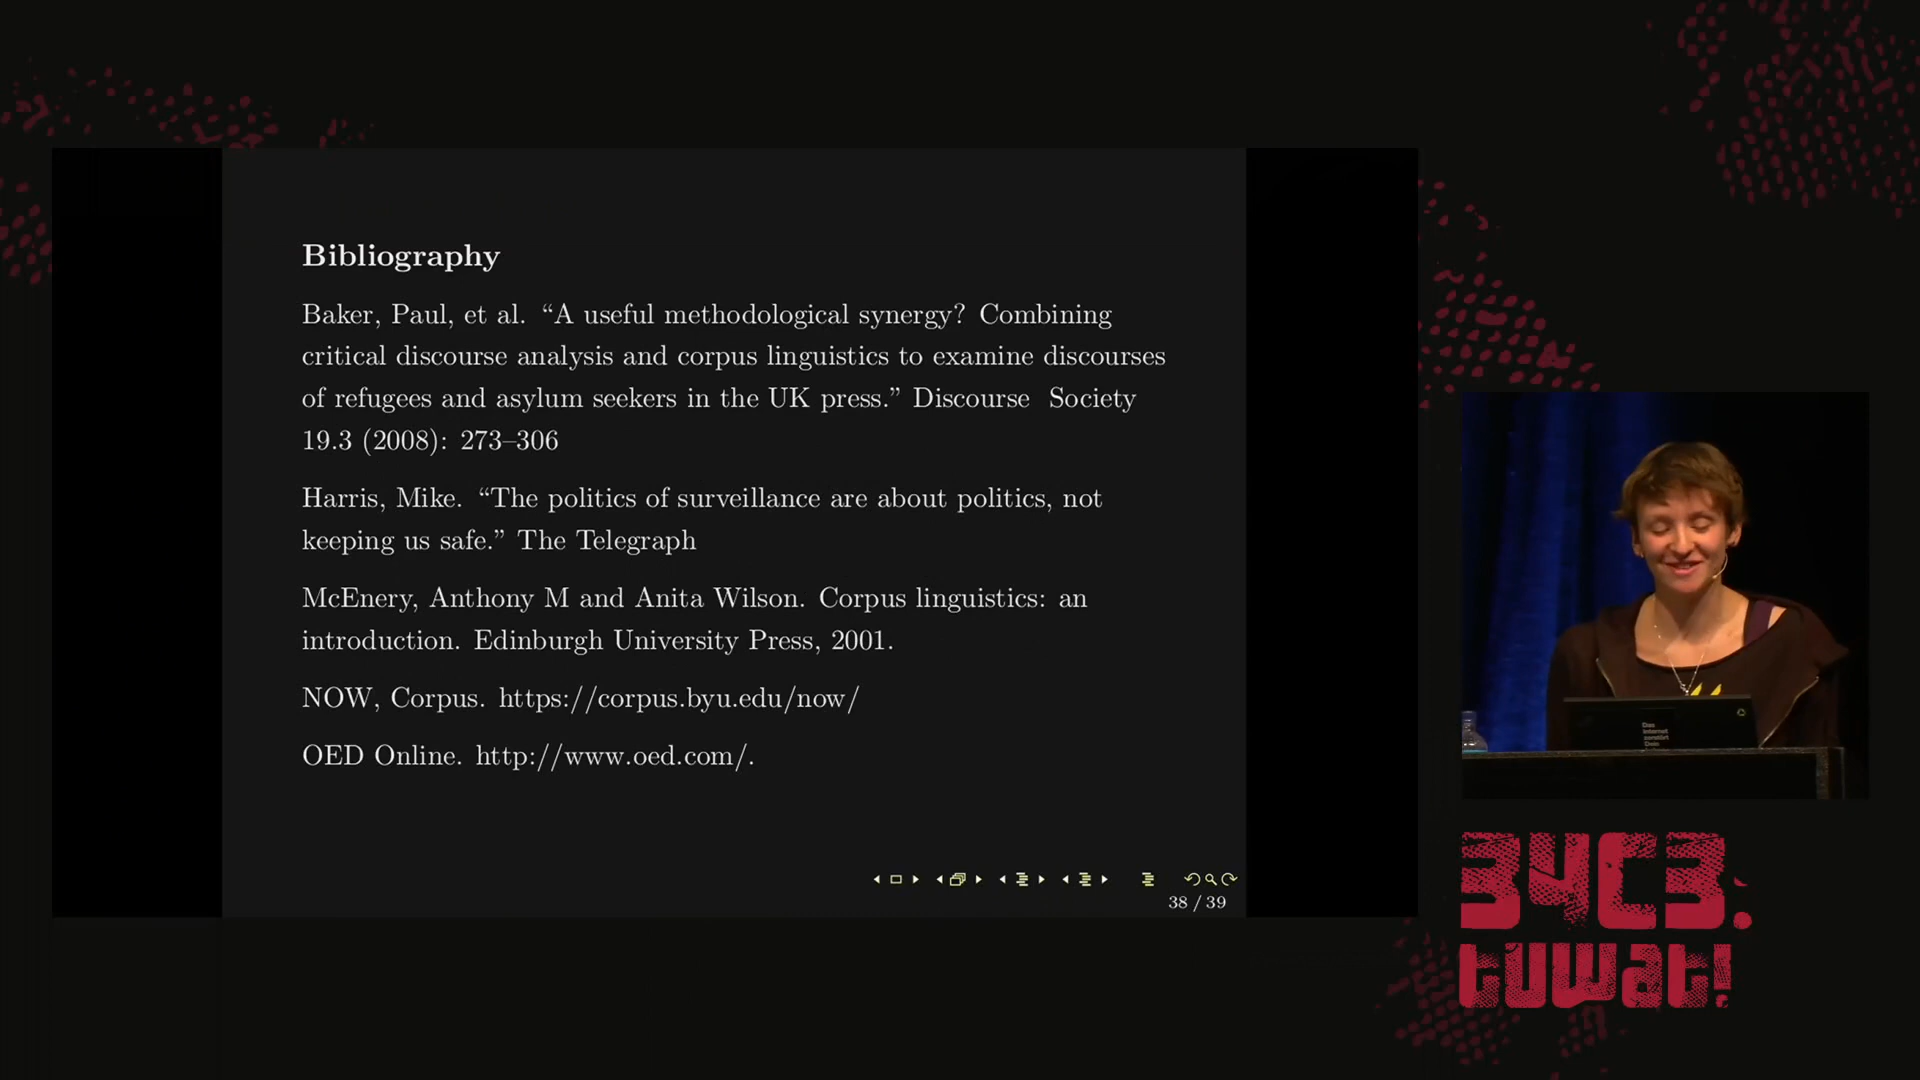 Bibliography
Baker, Paul, et al. “A useful methodological synergy? Combining
critical discourse analysis and corpus linguistics to examine discourses
of refugees and asylum seekers in the UK press.” Discourse Society
19.3 (2008): 273–306
Harris, Mike. “The politics of surveillance are about politics, not
keeping us safe.” The Telegraph
McEnery, Anthony M and Anita Wilson. Corpus linguistics: an
introduction. Edinburgh University Press, 2001.
NOW, Corpus. https://corpus.byu.edu/now/
OED Online. http://www.oed.com/.
38 / 39
Das
Internet
zerstört
Dein
34C3.
tuwat!